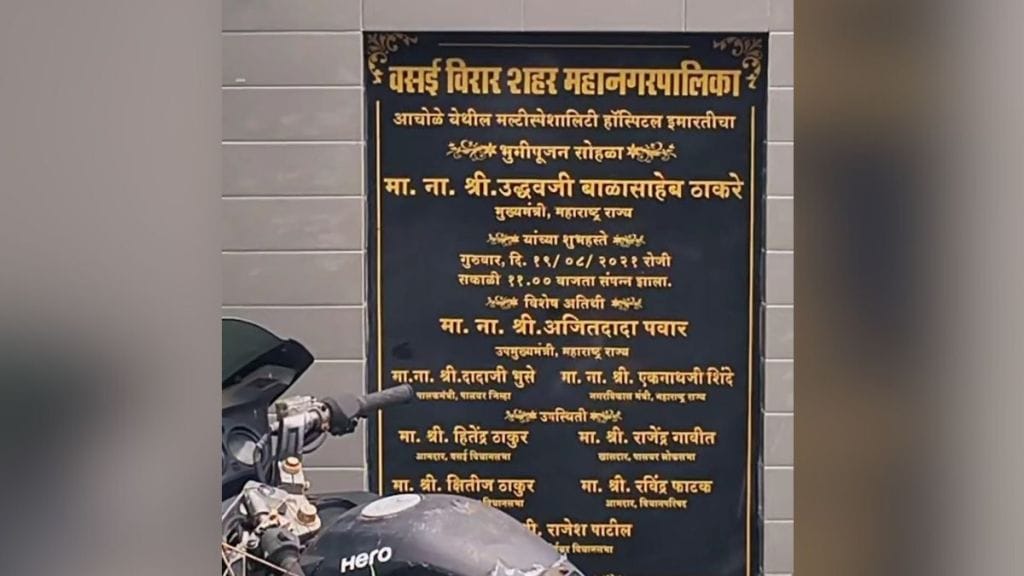 वसई विरार शहर महानगरपालिका
आचोळे येथील मल्टीस्पेशालिटी हॉस्पिटल इमारतीचा
भुमीपूजन सोहळा
मा. ना. श्री.उद्धवजी बाळासाहेब ठाकरे
मुख्यमंत्री, महाराष्ट्र राज्य
यांच्या शुभहस्ते
गुरुवार, दि. १९/ ०८/ २०२१ रोजी
सकाळी ११.०० वाजता संपन्न झाला.
विशेष अतिथी
मा. ना. श्री.अजितदादा पवार
उपमुख्यमंत्री, महाराष्ट्र राज्य
मा.ना. श्री.दादाजी भुसे मा. ना. श्री. एकनाथजी शिंदे
पालकमंत्री, पालघर जिल्हा नगरविकास मंत्री, महाराष्ट्र राज्य
उपस्थिती
मा. श्री. हितेंद्र ठाकुर मा. श्री. राजेंद्र गावीत
आमदार, वसई विधानसभा खासदार, पालघर लोकसभा
मा. श्री. क्षितीज ठाकुर मा. श्री. रविंद्र फाटक
विधानसभा आमदार, विधानपरिषद
श्री. राजेश पाटील
विधानसभा
Hero